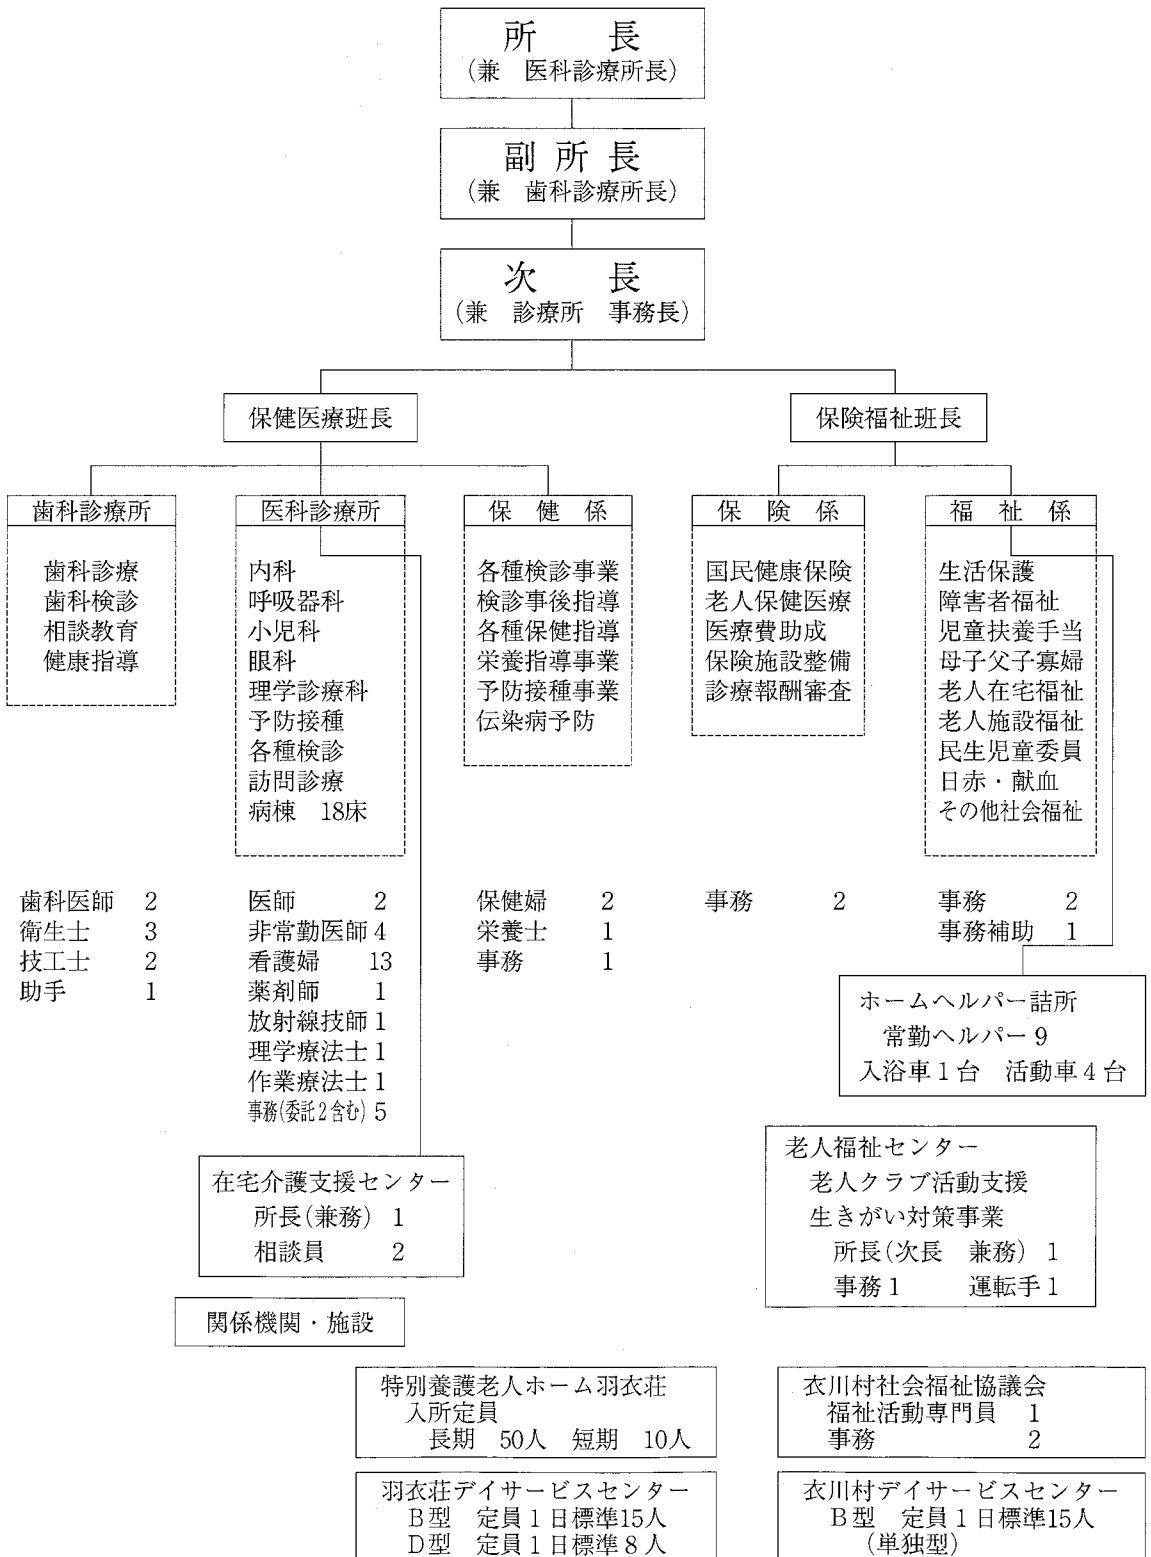 所　　長
(兼　医科診療所長)
副 所 長
(兼　歯科診療所長)
次　　長
(兼　診療所　事務長)
保健医療班長
保険福祉班長
歯科診療所
歯科診療
歯科検診
相談教育
健康指導
歯科医師　2
衛生士　3
技工士　2
助手　1
医科診療所
内科
呼吸器科
小児科
眼科
理学診療科
予防接種
各種検診
訪問診療
病棟　18床
医師　2
非常勤医師 4
看護婦　13
薬剤師　1
放射線技師 1
理学療法士 1
作業療法士 1
事務(委託2含む) 5
保　健　係
各種検診事業
検診事後指導
各種保健指導
栄養指導事業
予防接種事業
伝染病予防
保健婦　2
栄養士　1
事務　1
保　険　係
国民健康保険
老人保健医療
医療費助成
保険施設整備
診療報酬審査
事務　2
福　祉　係
生活保護
障害者福祉
児童扶養手当
母子父子寡婦
老人在宅福祉
老人施設福祉
民生児童委員
日赤・献血
その他社会福祉
事務　2
事務補助　1
ホームヘルパー詰所
常勤ヘルパー 9
入浴車 1 台　活動車 4 台
在宅介護支援センター
所長(兼務) 1
相談員　2
老人福祉センター
老人クラブ活動支援
生きがい対策事業
所長(次長　兼務) 1
事務 1　運転手 1
関係機関・施設
特別養護老人ホーム羽衣荘
入所定員
長期　50人　短期　10人
衣川村社会福祉協議会
福祉活動専門員　1
事務　2
羽衣荘デイサービスセンター
B型　定員 1 日標準15人
D型　定員 1 日標準 8 人
衣川村デイサービスセンター
B型　定員 1 日標準15人
(単独型)